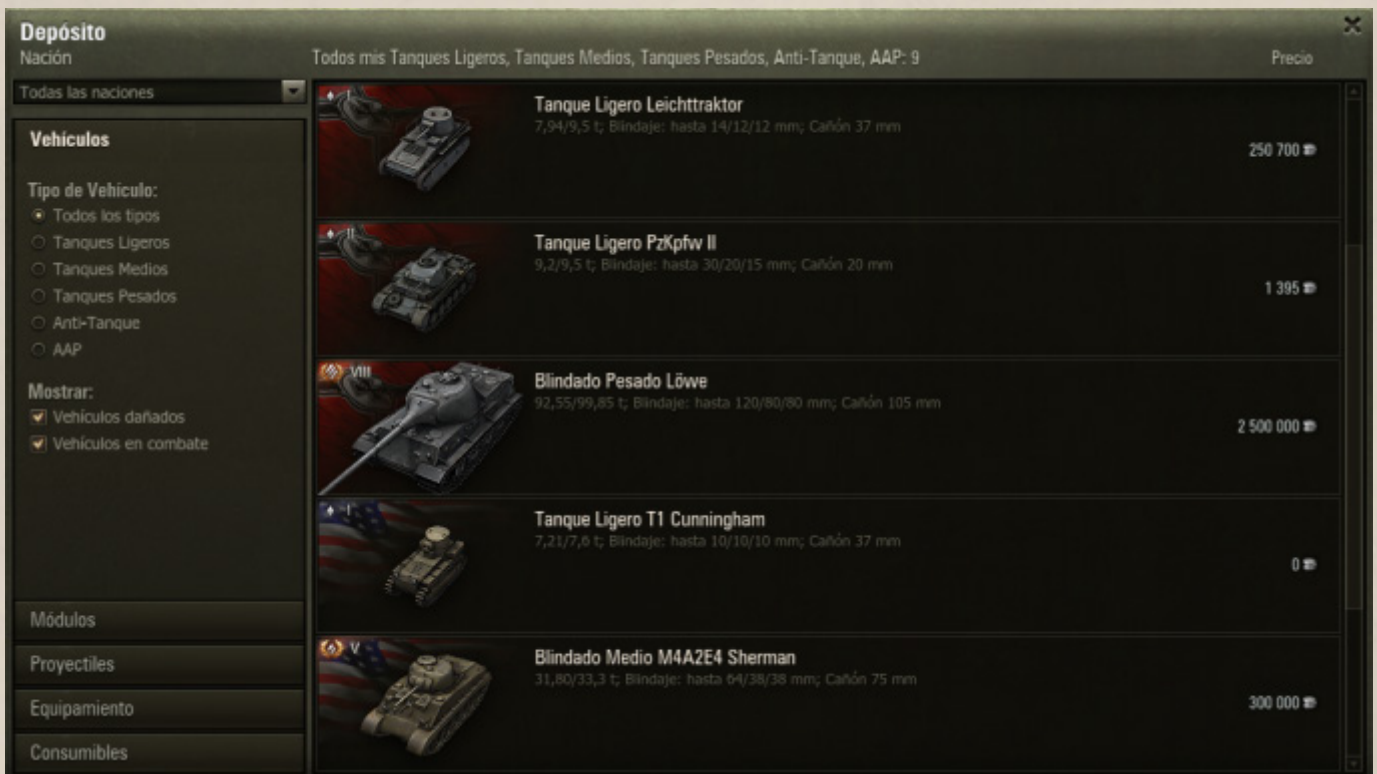 Depósito
Nación
Todos mis Tanques Ligeros, Tanques Medios, Tanques Pesados, Anti-Tanque, AAP: 9
Precio
Todas las naciones
Vehículos
Tipo de Vehículo:
Todos los tipos
Tanques Ligeros
Tanques Medios
Tanques Pesados
Anti-Tanque
AAP
Mostrar:
Vehículos dañados
Vehículos en combate
Módulos
Proyectiles
Equipamiento
Consumibles
I
Tanque Ligero Leichttraktor
7,94/9,5 t; Blindaje: hasta 14/12/12 mm; Cañón 37 mm
250 700
II
Tanque Ligero PzKpfw II
9,2/9,5 t; Blindaje: hasta 30/20/15 mm; Cañón 20 mm
1 395
VIII
Blindado Pesado Löwe
92,55/99,85 t; Blindaje: hasta 120/80/80 mm; Cañón 105 mm
2 500 000
I
Tanque Ligero T1 Cunningham
7,21/7,6 t; Blindaje: hasta 10/10/10 mm; Cañón 37 mm
0
V
Blindado Medio M4A2E4 Sherman
31,80/33,3 t; Blindaje: hasta 64/38/38 mm; Cañón 75 mm
300 000